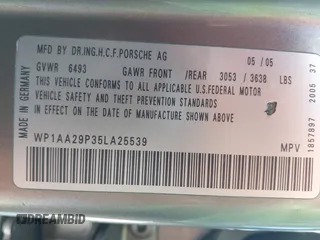 MFD BY DR.ING.H.C.F.PORSCHE AG 05/05
GVWR 6493 GAWR FRONT /REAR 3053 / 3638 LBS
THIS VEHICLE CONFORMS TO ALL APPLICABLE U.S.FEDERAL MOTOR
VEHICLE SAFETY AND THEFT PREVENTION STANDARDS
IN EFFECT ON THE DATE OF MANUFACTURE SHOWN ABOVE
WP1AA29P35LA25539 MPV
MADE IN GERMANY
1857897 2005 37
DREAMBID